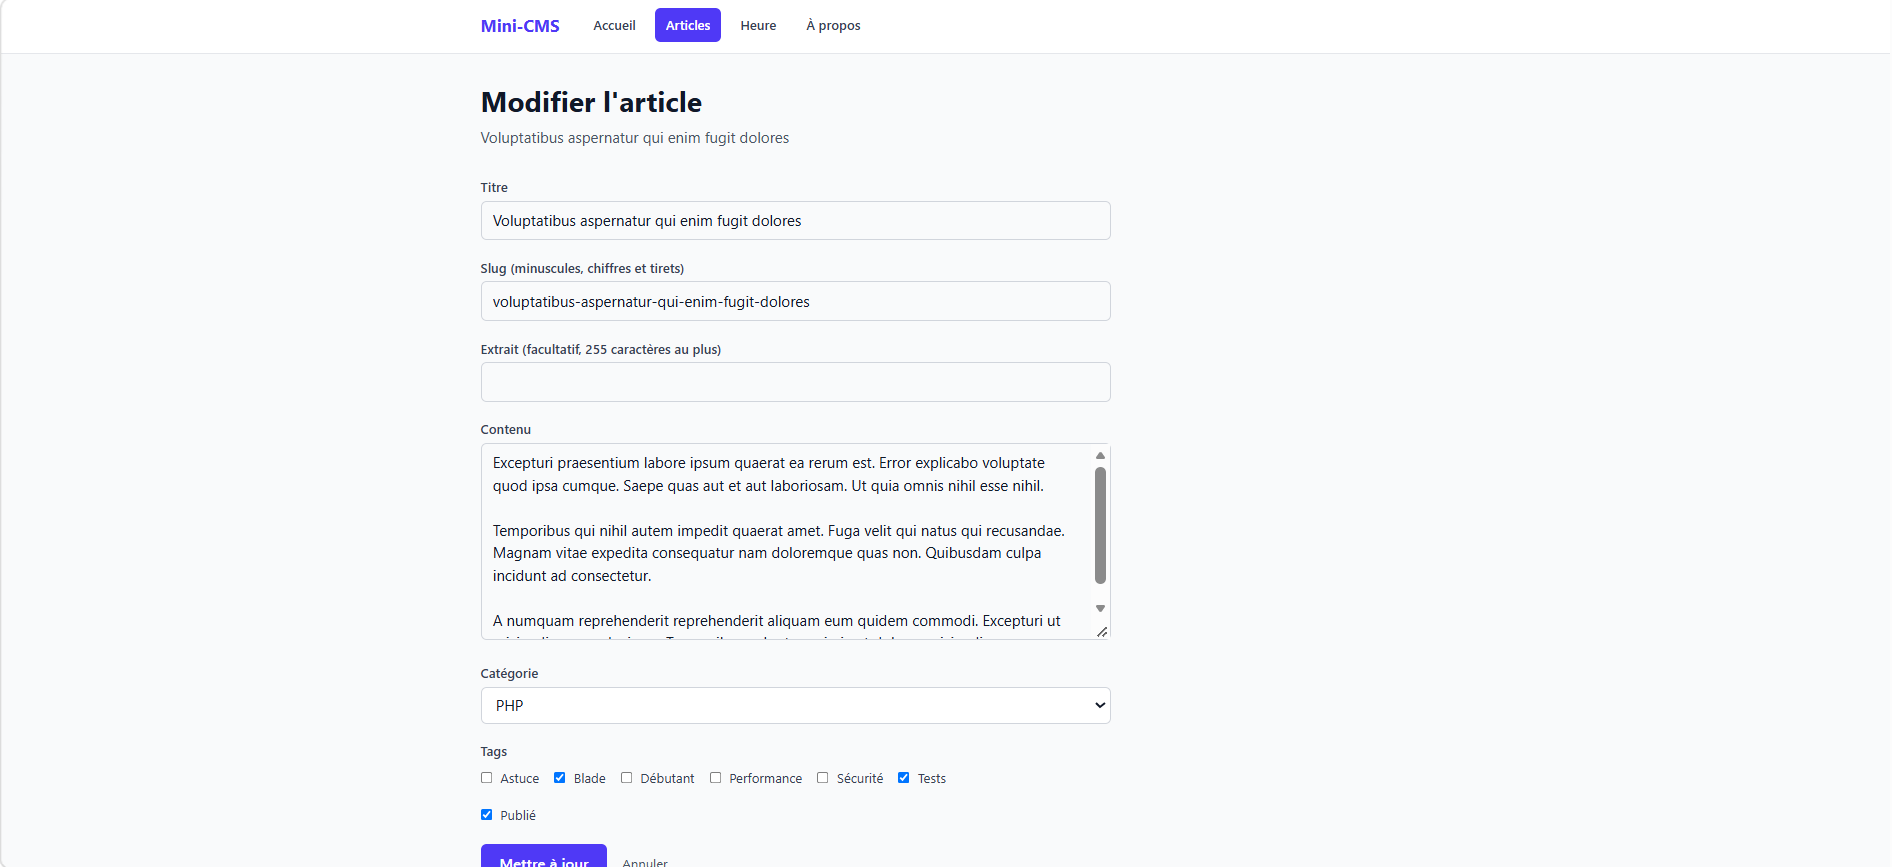 Mini-CMS Accueil Articles Heure À propos
Modifier l'article
Voluptatibus aspernatur qui enim fugit dolores
Titre
Voluptatibus aspernatur qui enim fugit dolores
Slug (minuscules, chiffres et tirets)
voluptatibus-aspernatur-qui-enim-fugit-dolores
Extrait (facultatif, 255 caractères au plus)
Contenu
Excepturi praesentium labore ipsum quaerat ea rerum est. Error explicabo voluptate
quod ipsa cumque. Saepe quas aut et aut laboriosam. Ut quia omnis nihil esse nihil.
Temporibus qui nihil autem impedit quaerat amet. Fuga velit qui natus qui recusandae.
Magnam vitae expedita consequatur nam doloremque quas non. Quibusdam culpa
incidunt ad consectetur.
A numquam reprehenderit reprehenderit aliquam eum quidem commodi. Excepturi ut
Catégorie
PHP
Tags
Astuce Blade Débutant Performance Sécurité Tests
Publié
Mettre à jour Annuler